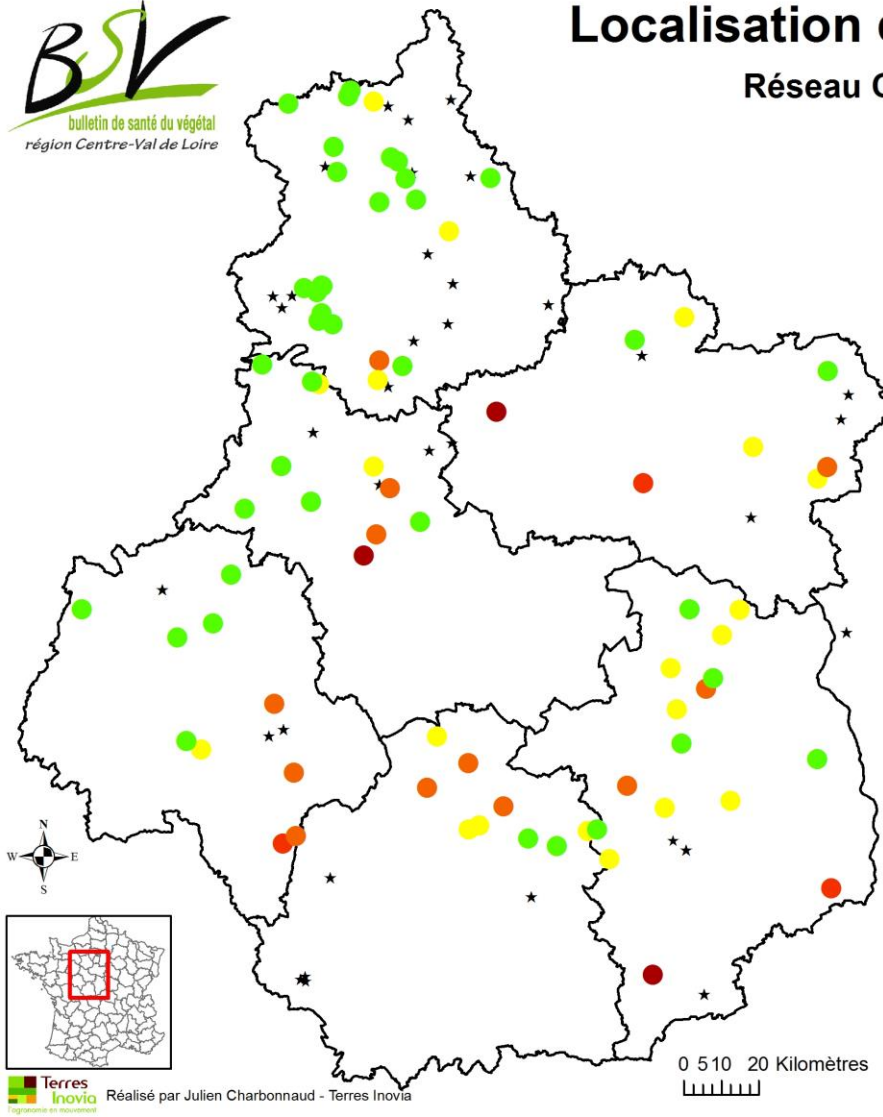 BSV
bulletin de santé du végétal
région Centre-Val de Loire
Localisation
Réseau
N
W E
S
0 5 10 20 Kilomètres
Terres
Inovia
l'agronomie en mouvement
Réalisé par Julien Charbonnaud - Terres Inovia